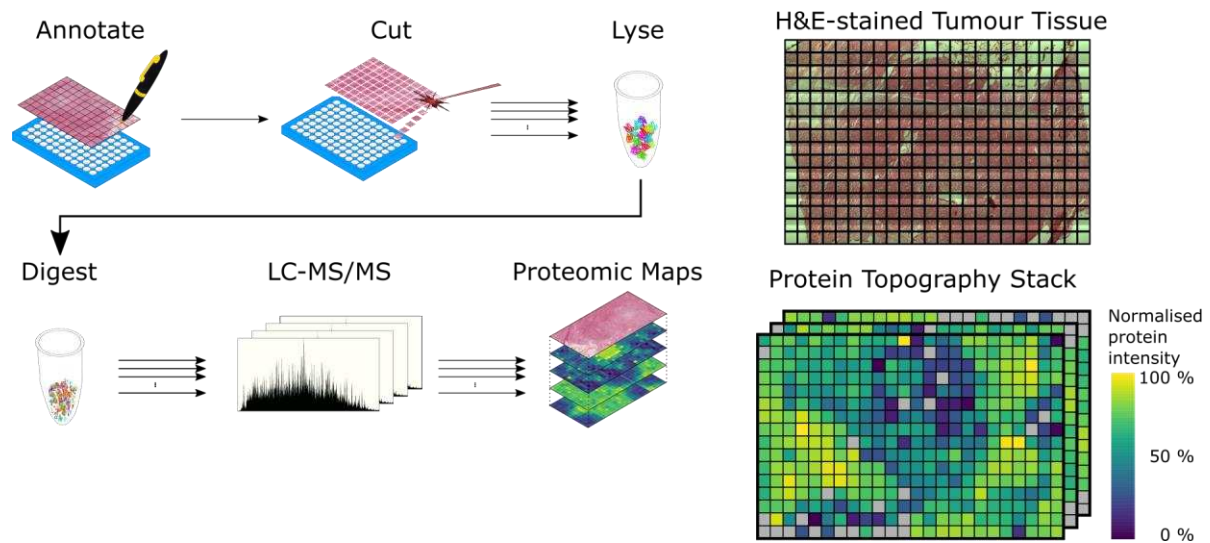 Annotate
Cut
Lyse
H&E-stained Tumour Tissue
Digest
LC-MS/MS
Proteomic Maps
Protein Topography Stack
Normalised
protein
intensity
100 %
50 %
0 %